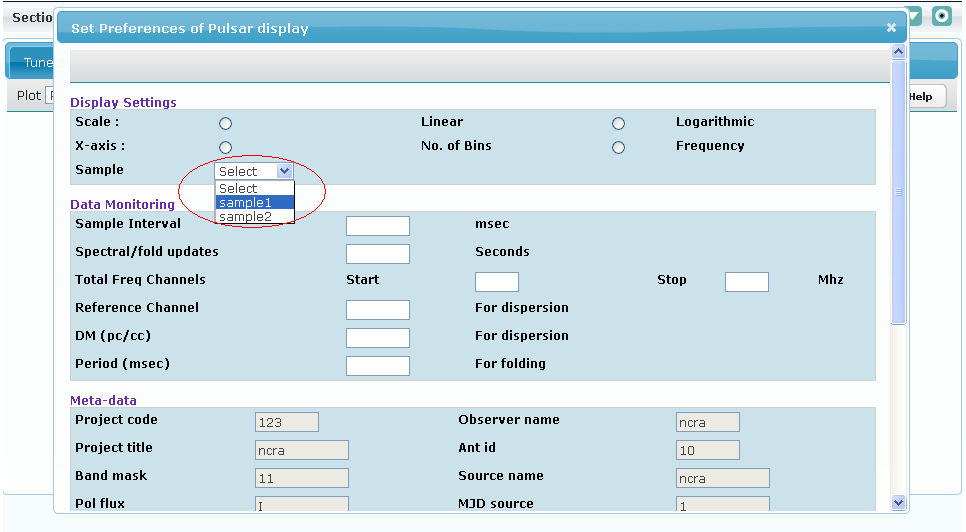 Sectio
Set Preferences of Pulsar display
Tune
Plot
Help
Display Settings
Scale : Linear Logarithmic
X-axis : No. of Bins Frequency
Sample Select
Select
sample1
sample2
Data Monitoring
Sample Interval msec
Spectral/fold updates Seconds
Total Freq Channels Start Stop Mhz
Reference Channel For dispersion
DM (pc/cc) For dispersion
Period (msec) For folding
Meta-data
Project code 123 Observer name ncra
Project title ncra Ant id 10
Band mask 11 Source name ncra
Pol flux I MJD source 1